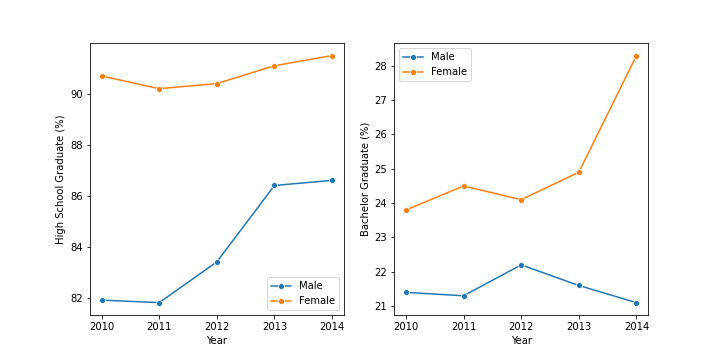 High School Graduate (%)
90
88
86
84
82
2010 2011 2012 2013 2014
Year
Male
Female
Bachelor Graduate (%)
28
27
26
25
24
23
22
21
2010 2011 2012 2013 2014
Year
Male
Female